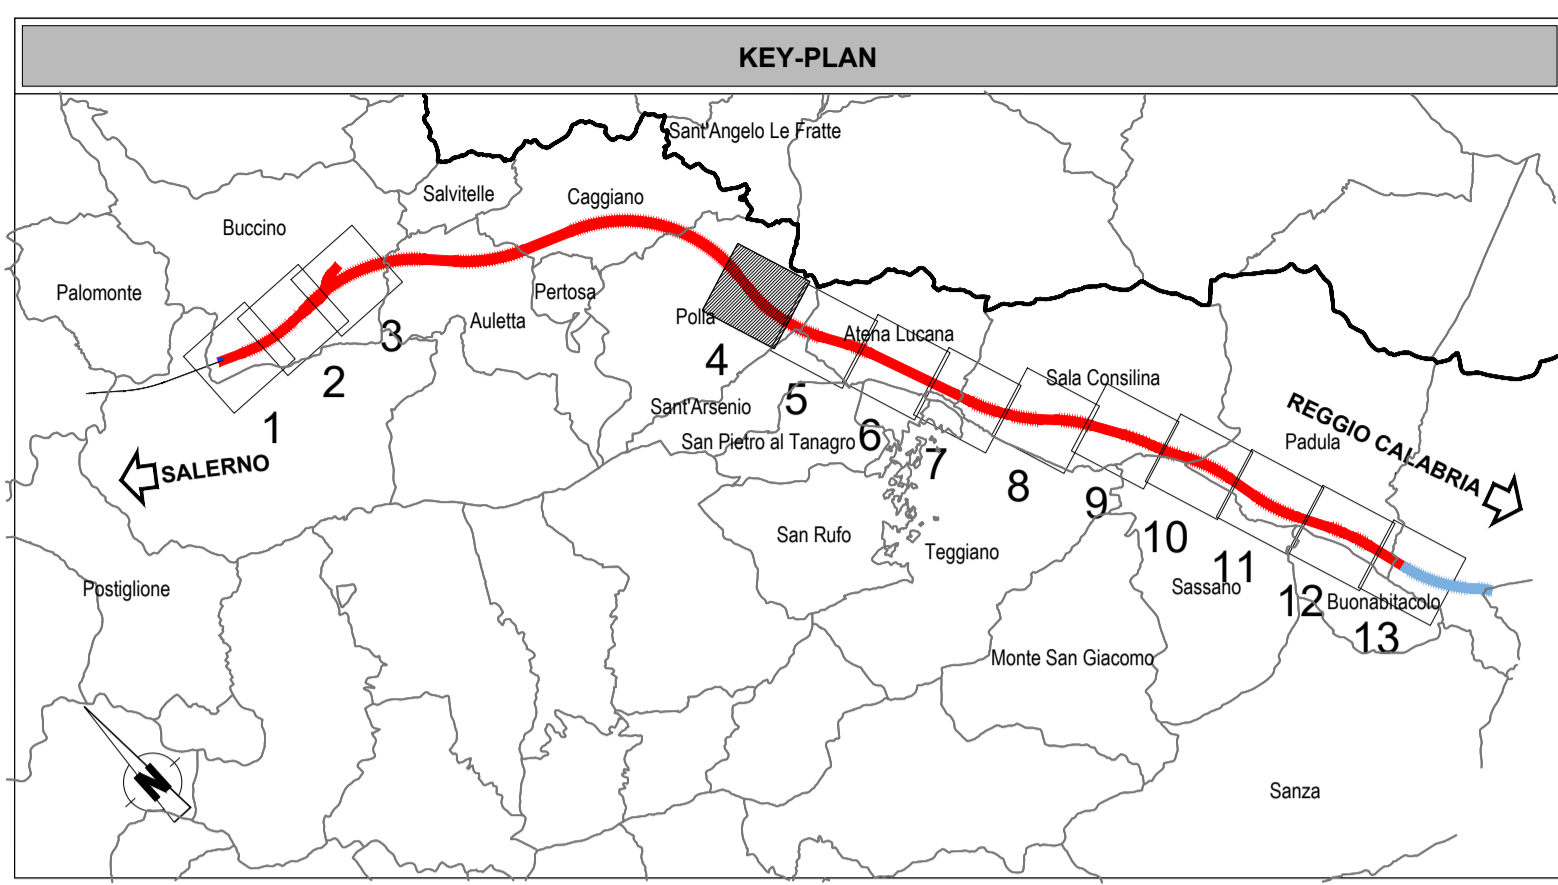 KEY-PLAN
Sant'Angelo Le Fratte
Salvitelle
Caggiano
Buccino
Palomonte
Pertosa
Auletta
Polla
Atena Lucana
3
4
2
5
Sala Consilina
Sant'Arsenio
1
San Pietro al Tanagro
6
7
Padula
REGGIO CALABRIA
SALERNO
8
9
10
11
San Rufo
Teggiano
Postiglione
Sassano
12
Buonabitacolo
13
Monte San Giacomo
N
Sanza